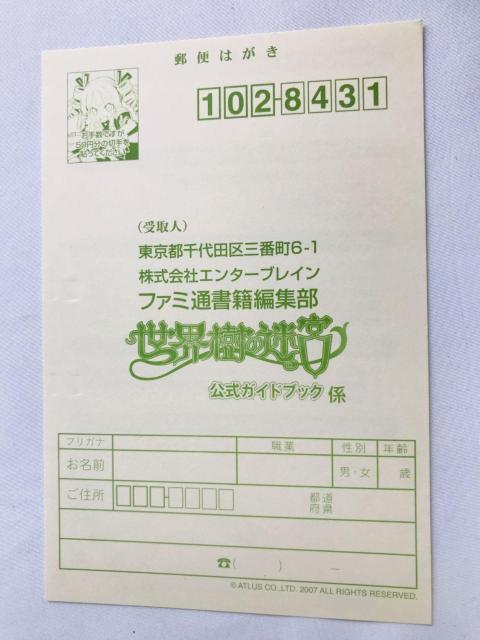 郵便はがき
お手数ですが
50円分の切手を
貼ってください
102-8431
(受取人)
東京都千代田区三番町6-1
株式会社エンターブレイン
ファミ通書籍編集部
世界樹の迷宮
公式ガイドブック 係
フリガナ 職業 性別 年齢
お名前 男・女 歳
ご住所 都道
府県
☎( ) —
© ATLUS CO.,LTD. 2007 ALL RIGHTS RESERVED.